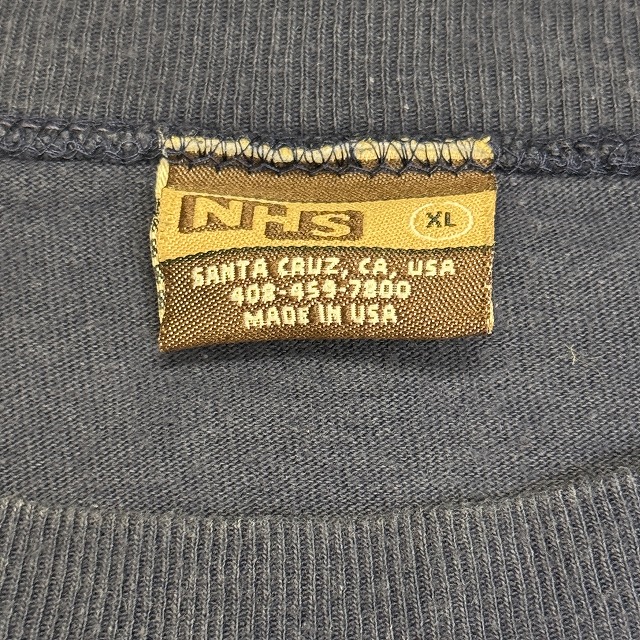 NHS XL
SANTA CRUZ, CA, USA
408-459-7800
MADE IN USA